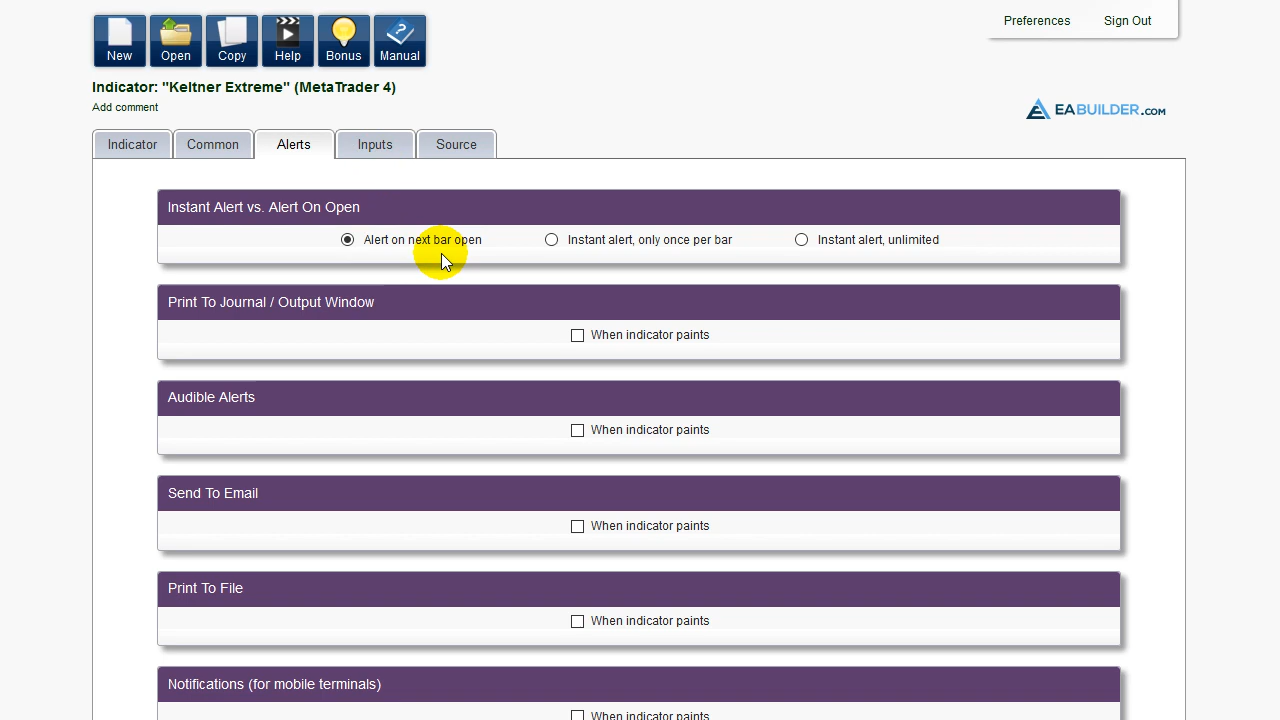 Preferences Sign Out
New Open Copy Help Bonus Manual
Indicator: "Keltner Extreme" (MetaTrader 4)
Add comment
EABUILDER.COM
Indicator Common Alerts Inputs Source
Instant Alert vs. Alert On Open
Alert on next bar open Instant alert, only once per bar Instant alert, unlimited
Print To Journal / Output Window
When indicator paints
Audible Alerts
When indicator paints
Send To Email
When indicator paints
Print To File
When indicator paints
Notifications (for mobile terminals)
When indicator paints